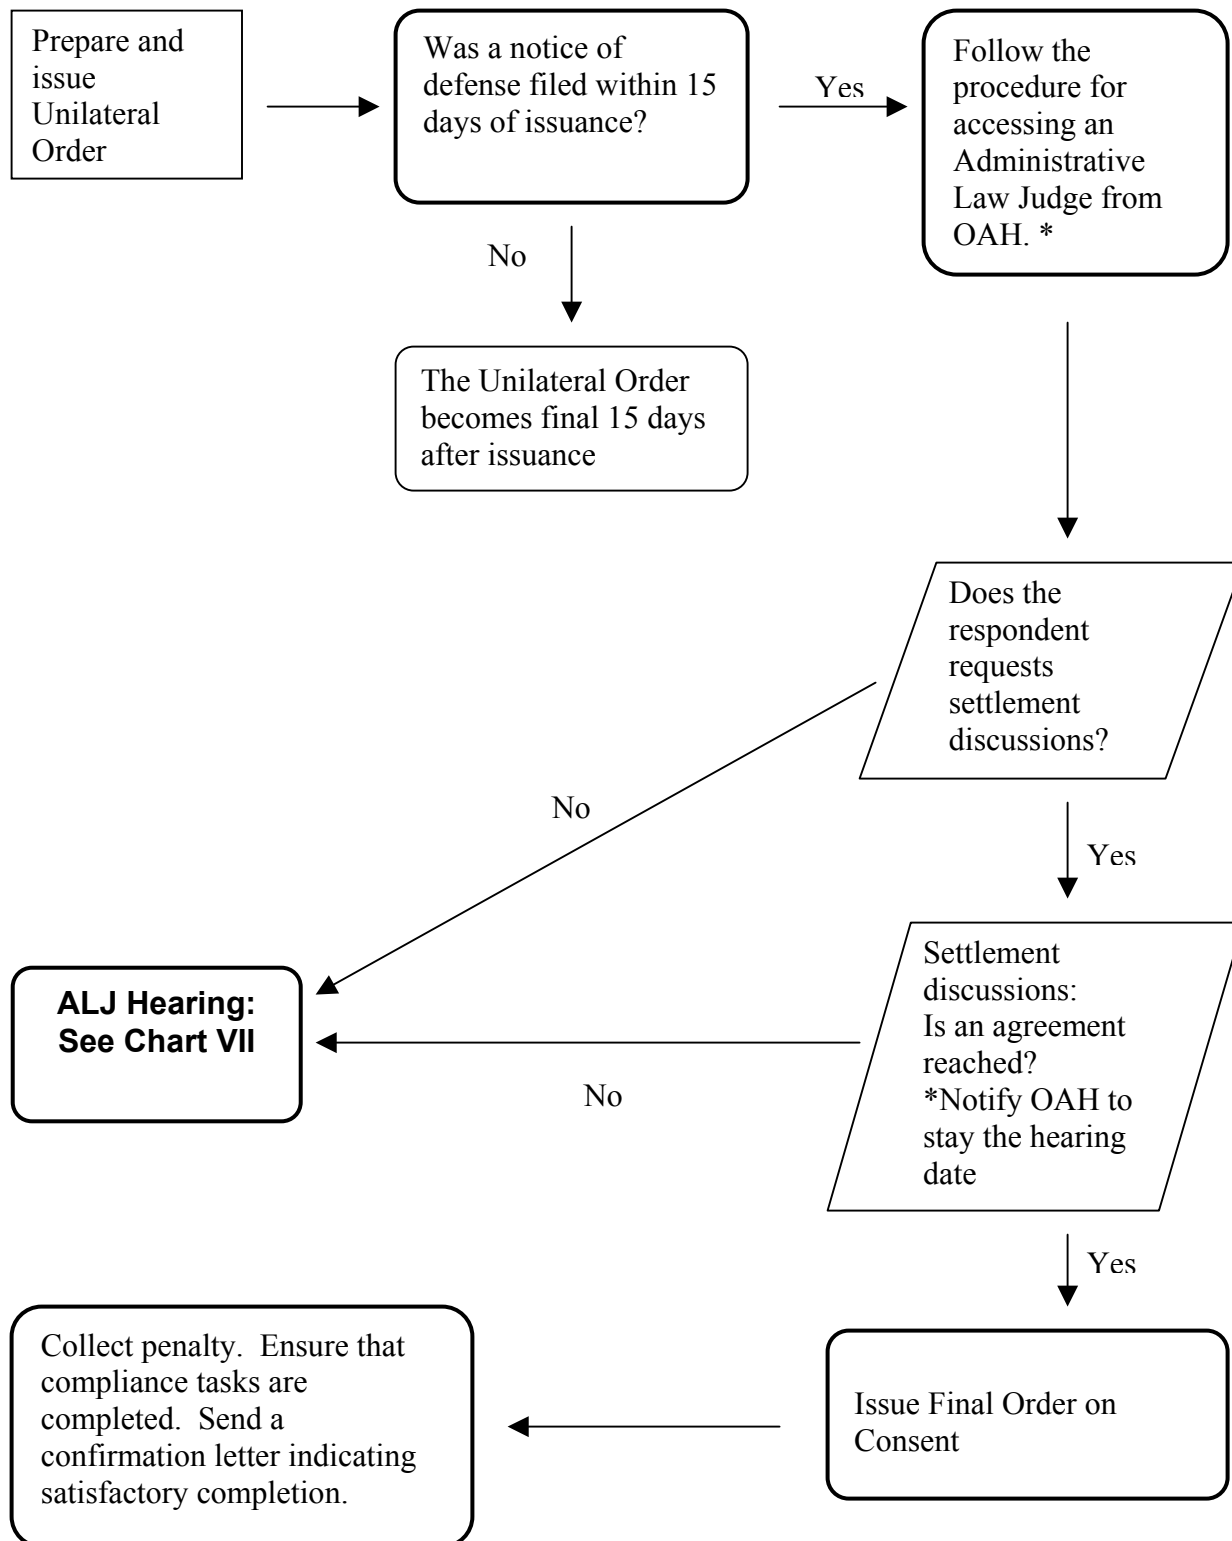 Prepare and
issue
Unilateral
Order
Was a notice of
defense filed within 15
days of issuance?
Yes
Follow the
procedure for
accessing an
Administrative
Law Judge from
OAH. *
No
The Unilateral Order
becomes final 15 days
after issuance
Does the
respondent
requests
settlement
discussions?
No
Yes
ALJ Hearing:
See Chart VII
Settlement
discussions:
Is an agreement
reached?
*Notify OAH to
stay the hearing
date
No
Yes
Issue Final Order on
Consent
Collect penalty.  Ensure that
compliance tasks are
completed.  Send a
confirmation letter indicating
satisfactory completion.